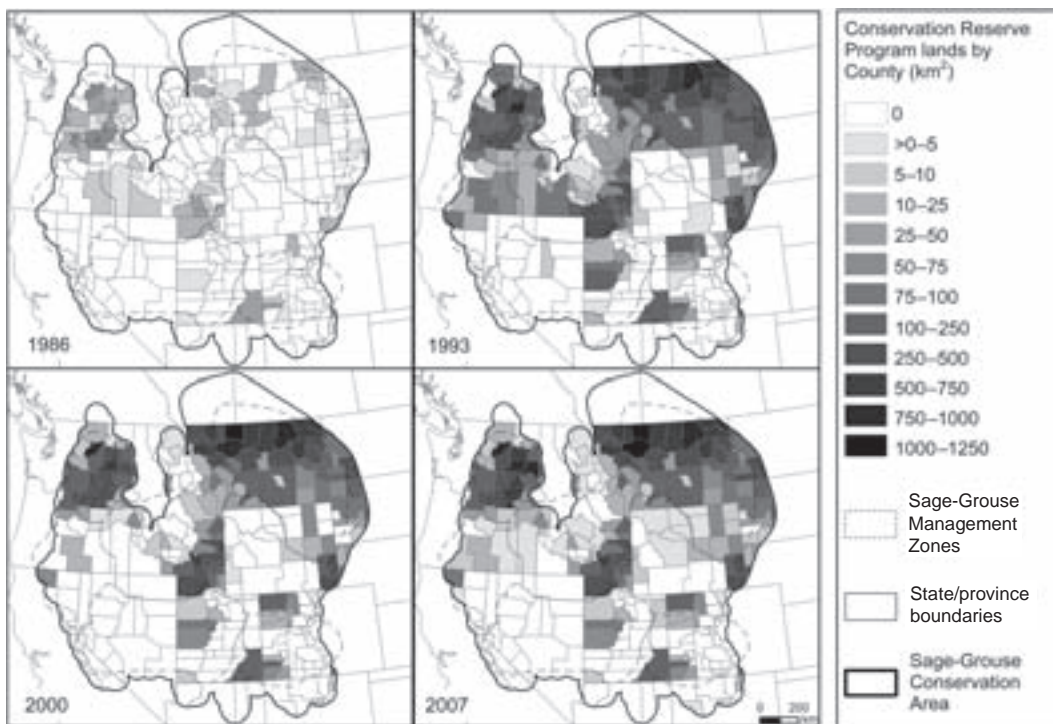 1986
1993
2000
2007
0 200
km
Conservation Reserve
Program lands by
County (km²)
0
>0–5
5–10
10–25
25–50
50–75
75–100
100–250
250–500
500–750
750–1000
1000–1250
Sage-Grouse
Management
Zones
State/province
boundaries
Sage-Grouse
Conservation
Area